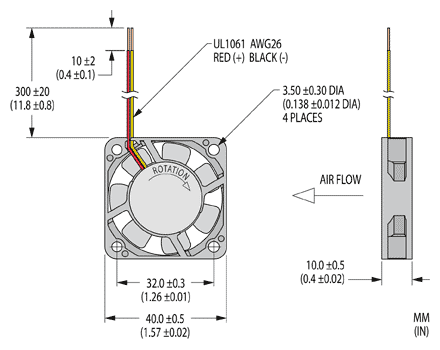 10 ±2
(0.4 ±0.1)
UL1061 AWG26
RED (+) BLACK (-)
300 ±20
(11.8 ±0.8)
3.50 ±0.30 DIA
(0.138 ±0.012 DIA)
4 PLACES
ROTATION
AIR FLOW
32.0 ±0.3
(1.26 ±0.01)
10.0 ±0.5
(0.4 ±0.02)
40.0 ±0.5
(1.57 ±0.02)
MM
(IN)